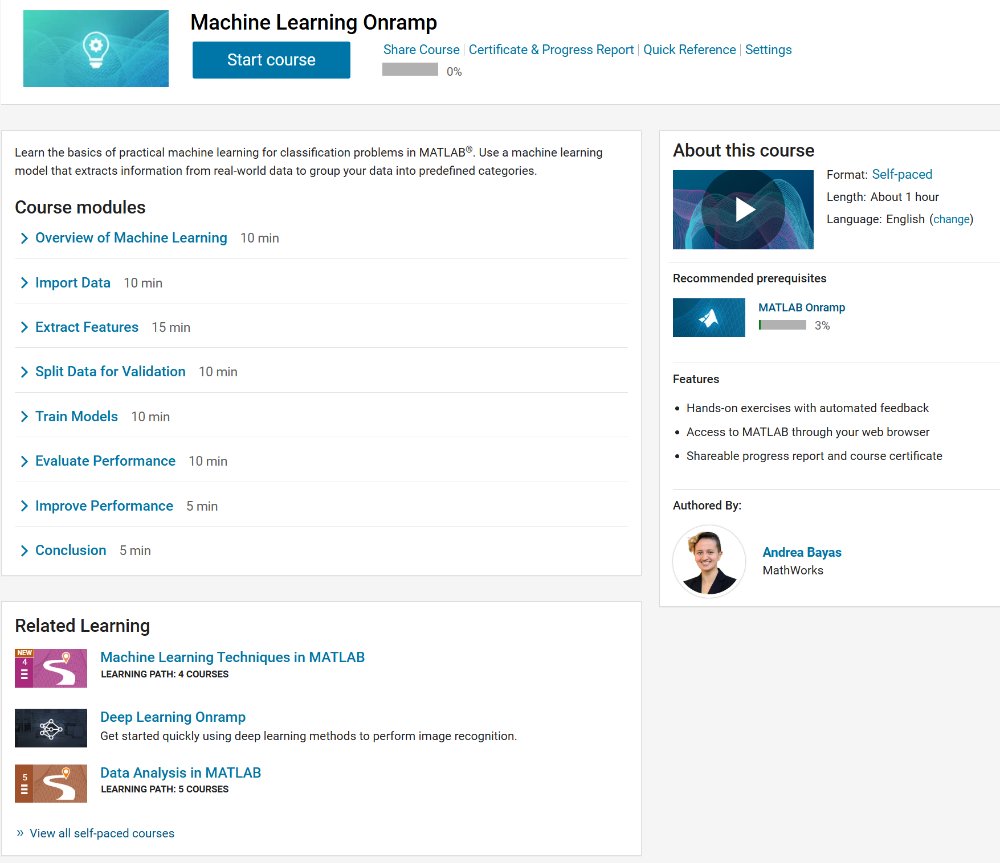 Machine Learning Onramp
Start course
Share Course | Certificate & Progress Report | Quick Reference | Settings
0%
Learn the basics of practical machine learning for classification problems in MATLAB®. Use a machine learning
model that extracts information from real-world data to group your data into predefined categories.
Course modules
Overview of Machine Learning 10 min
Import Data 10 min
Extract Features 15 min
Split Data for Validation 10 min
Train Models 10 min
Evaluate Performance 10 min
Improve Performance 5 min
Conclusion 5 min
Related Learning
NEW
4
Machine Learning Techniques in MATLAB
LEARNING PATH: 4 COURSES
Deep Learning Onramp
Get started quickly using deep learning methods to perform image recognition.
5
Data Analysis in MATLAB
LEARNING PATH: 5 COURSES
» View all self-paced courses
About this course
Format: Self-paced
Length: About 1 hour
Language: English (change)
Recommended prerequisites
MATLAB Onramp
3%
Features
• Hands-on exercises with automated feedback
• Access to MATLAB through your web browser
• Shareable progress report and course certificate
Authored By:
Andrea Bayas
MathWorks